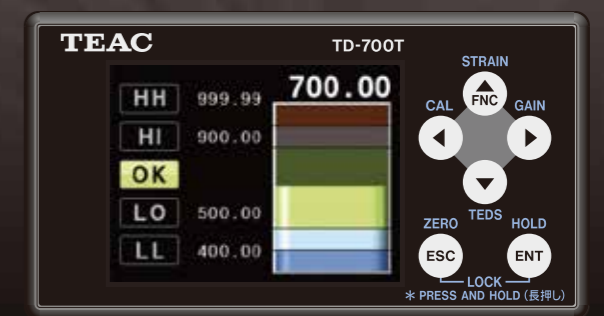 TEAC
TD-700T
HH 999.99
HI 900.00
OK
LO 500.00
LL 400.00
700.00
STRAIN
FNC
CAL GAIN
TEDS
ZERO HOLD
ESC ENT
LOCK
* PRESS AND HOLD (長押し)